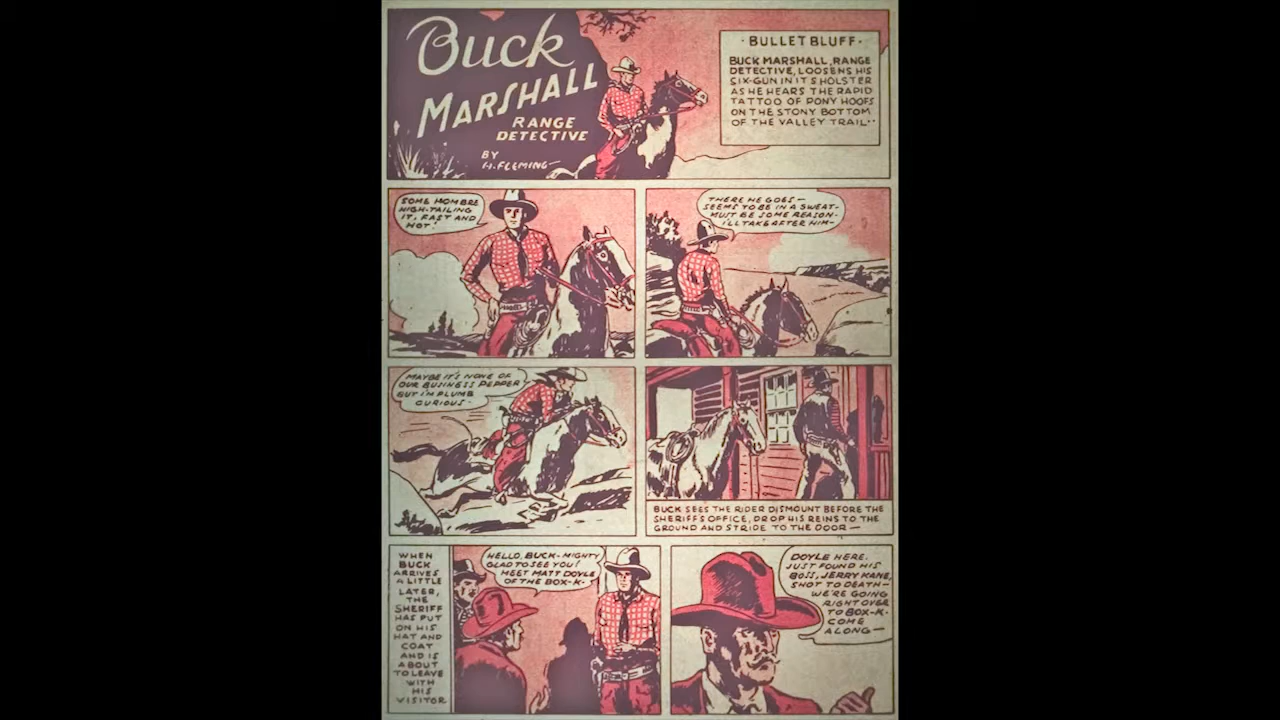 Buck
MARSHALL
RANGE
DETECTIVE
BY
H. FLEMING—
·BULLET BLUFF·
BUCK MARSHALL, RANGE
DETECTIVE, LOOSENS HIS
SIX-GUN IN IT'S HOLSTER
AS HE HEARS THE RAPID
TATTOO OF PONY HOOFS
ON THE STONY BOTTOM
OF THE VALLEY TRAIL··
SOME HOMBRE
HIGH-TAILING
IT, FAST AND
HOT!
THERE HE GOES—
SEEMS TO BE IN A SWEAT-
MUST BE SOME REASON-
I'LL TAKE AFTER HIM—
MAYBE IT'S NONE OF
OUR BUSINESS PEPPER
BUT I'M PLUMB
CURIOUS-
BUCK SEES THE RIDER DISMOUNT BEFORE THE
SHERIFF'S OFFICE, DROP HIS REINS TO THE
GROUND AND STRIDE TO THE DOOR—
WHEN
BUCK
ARRIVES
A LITTLE
LATER,
THE
SHERIFF
HAS PUT
ON HIS
HAT AND
COAT
AND IS
ABOUT
TO LEAVE
WITH
HIS
VISITOR
HELLO, BUCK-MIGHTY
GLAD TO SEE YOU!
MEET MATT DOYLE
OF THE BOX-K-
DOYLE HERE,
JUST FOUND HIS
BOSS, JERRY KANE,
SHOT TO DEATH—
WE'RE GOING
RIGHT OVER
TO BOX-K-
COME
ALONG—